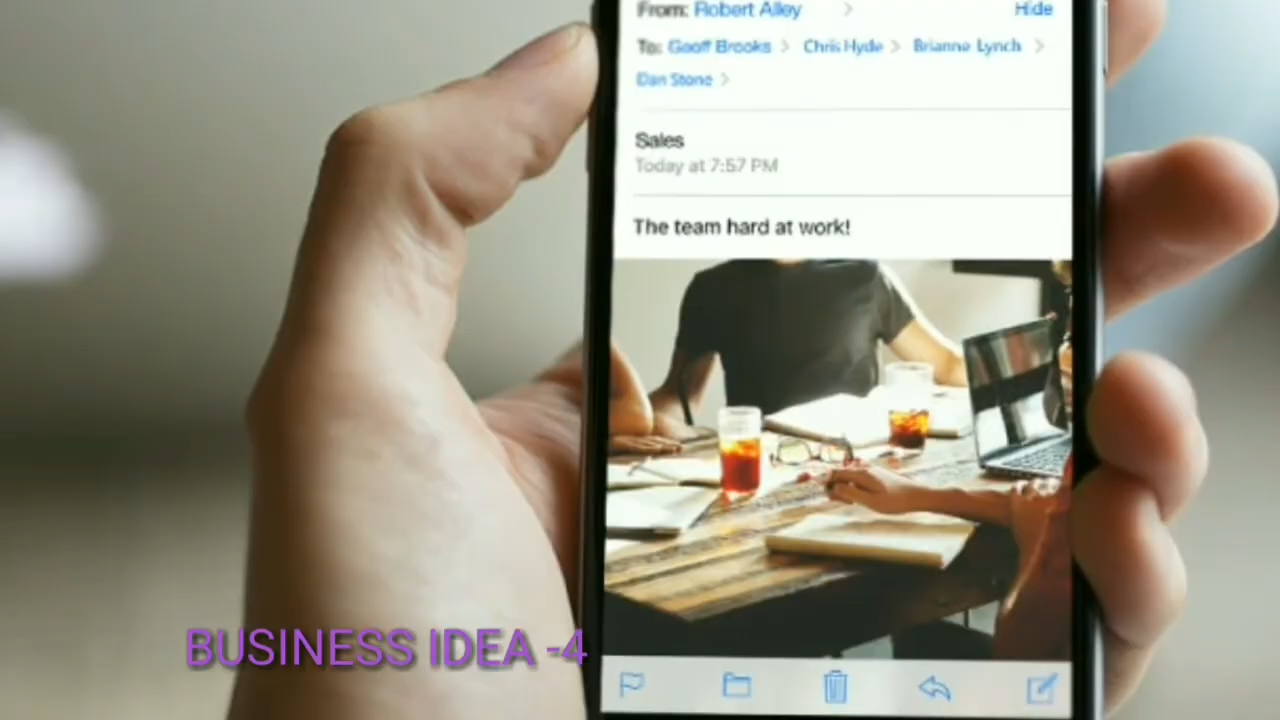 From: Robert Alley Hide
To: Geoff Brooks Chris Hyde Brianne Lynch
Dan Stone
Sales
Today at 7:57 PM
The team hard at work!
BUSINESS IDEA -4